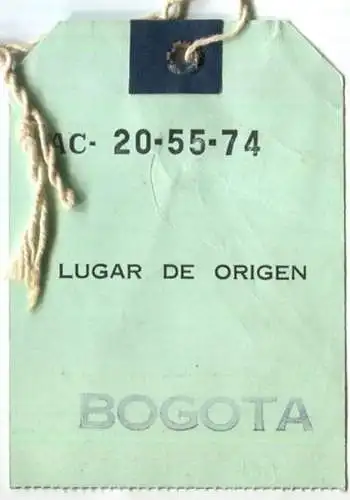 AC- 20-55-74
LUGAR DE ORIGEN
BOGOTA